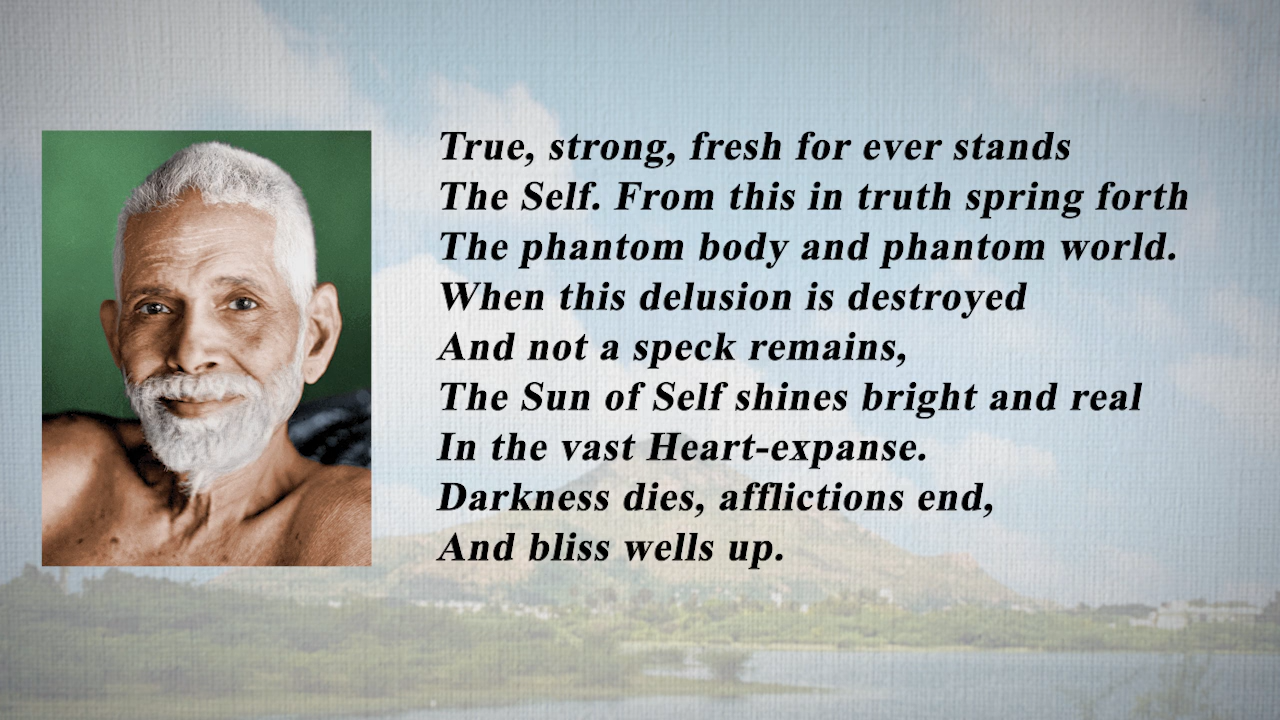 True, strong, fresh for ever stands
The Self. From this in truth spring forth
The phantom body and phantom world.
When this delusion is destroyed
And not a speck remains,
The Sun of Self shines bright and real
In the vast Heart-expanse.
Darkness dies, afflictions end,
And bliss wells up.